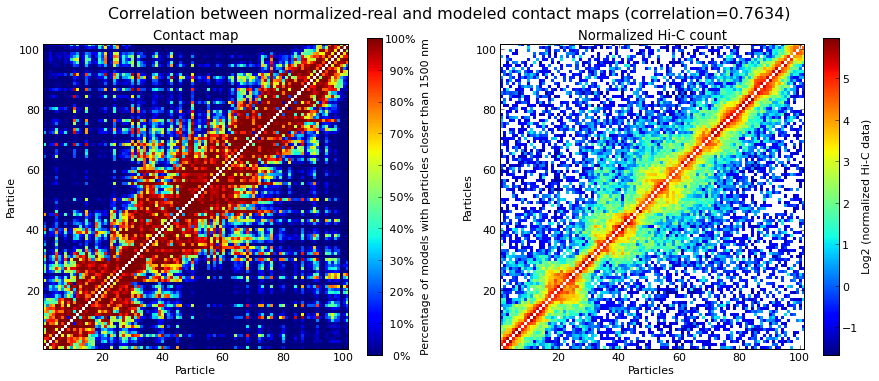 Correlation between normalized-real and modeled contact maps (correlation=0.7634)
Contact map
Normalized Hi-C count
100
80
60
40
20
Particle
20 40 60 80 100
Particle
100%
90%
80%
70%
60%
50%
40%
30%
20%
10%
0%
Percentage of models with particles closer than 1500 nm
100
80
60
40
20
Particles
20 40 60 80 100
Particles
5
4
3
2
1
0
−1
Log2 (normalized Hi-C data)